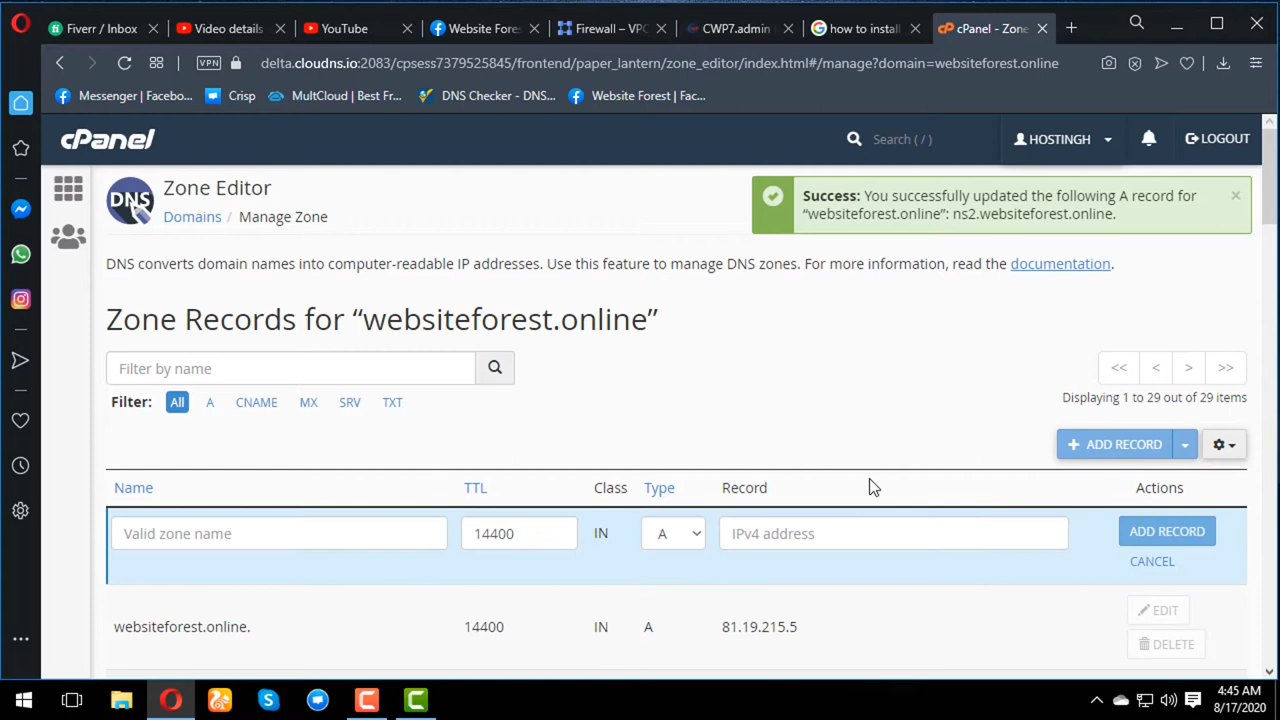 Fiverr / Inbox
Video details
YouTube
Website Fores
Firewall – VPC
CWP7.admin
how to install
cPanel - Zone
VPN
delta.cloudns.io:2083/cpsess7379525845/frontend/paper_lantern/zone_editor/index.html#/manage?domain=websiteforest.online
Messenger | Facebo...
Crisp
MultCloud | Best Fr...
DNS Checker - DNS...
Website Forest | Fac...
cPanel
Search ( / )
HOSTINGH
LOGOUT
DNS
Zone Editor
Domains / Manage Zone
Success: You successfully updated the following A record for
“websiteforest.online”: ns2.websiteforest.online.
DNS converts domain names into computer-readable IP addresses. Use this feature to manage DNS zones. For more information, read the documentation.
Zone Records for “websiteforest.online”
Filter by name
<< < > >>
Filter: All A CNAME MX SRV TXT
Displaying 1 to 29 out of 29 items
+ ADD RECORD
Name TTL Class Type Record Actions
Valid zone name 14400 IN A IPv4 address ADD RECORD
CANCEL
websiteforest.online. 14400 IN A 81.19.215.5 EDIT
DELETE
4:45 AM
8/17/2020